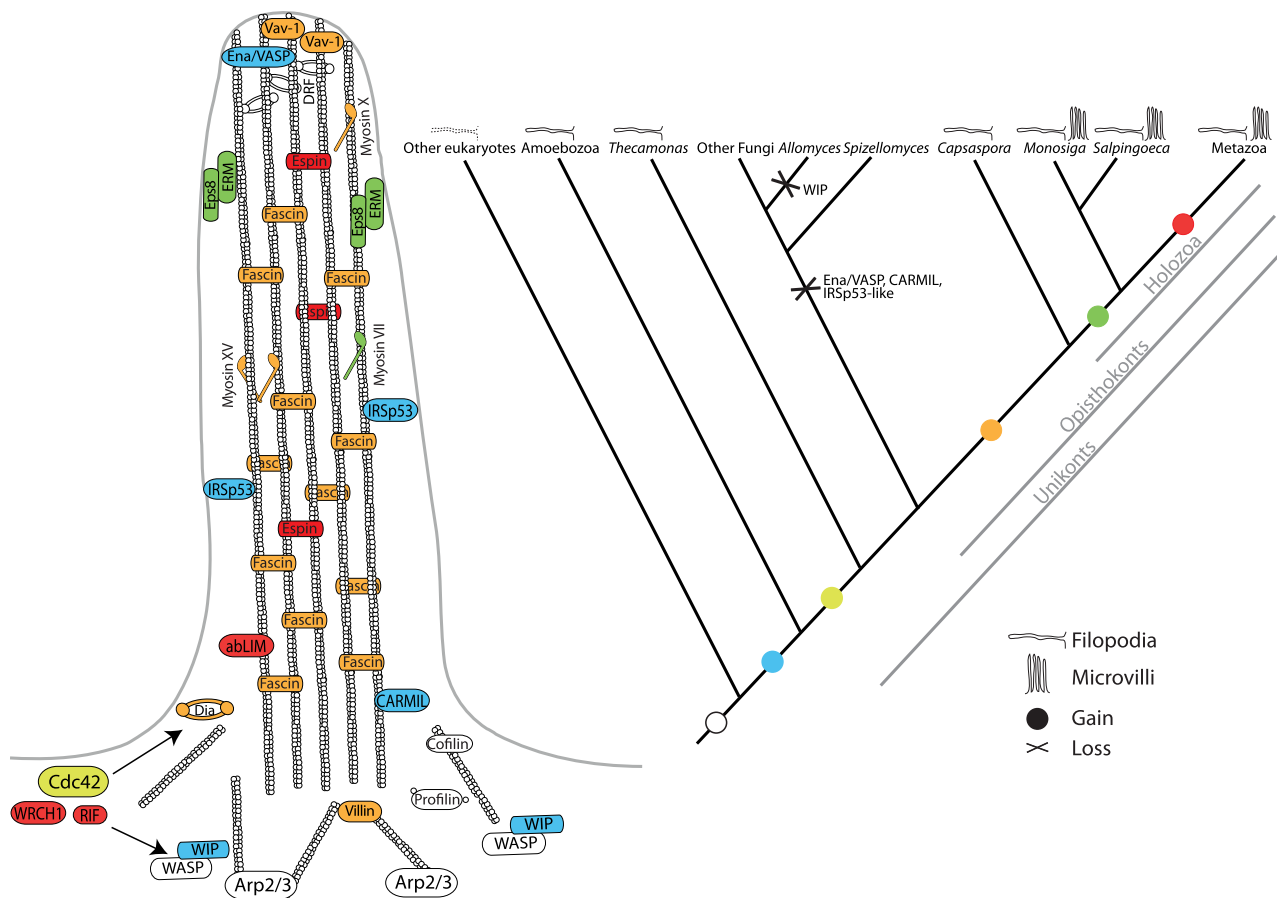 Vav-1
Vav-1
Ena/VASP
DRF
Myosin X
Espin
ERM
Eps8
ERM
Eps8
Fascin
Fascin
Fascin
Espin
Myosin XV
Myosin VII
Fascin
IRSp53
Fascin
Fascin
IRSp53
Fascin
Espin
Fascin
Fascin
Fascin
abLIM
Fascin
Fascin
CARMIL
Dia
Cofilin
Cdc42
WRCH1
RIF
Profilin
Villin
WIP
WASP
WIP
WASP
Arp2/3
Arp2/3
Other eukaryotes Amoebozoa Thecamonas Other Fungi Allomyces Spizellomyces Capsaspora Monosiga Salpingoeca Metazoa
WIP
Ena/VASP, CARMIL,
IRSp53-like
Holozoa
Opisthokonts
Unikonts
Filopodia
Microvilli
Gain
Loss